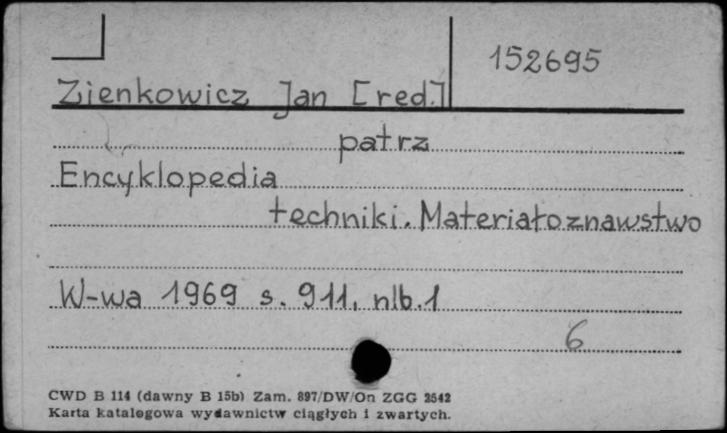 152695
Zienkowicz Jan [red.]
patrz
Encyklopedia
techniki. Materiałoznawstwo
W-wa 1969 s. 911, nlb. 1
6
CWD B 114 (dawny B 15b) Zam. 897/DW/On ZGG 2542
Karta katalogowa wydawnictw ciągłych i zwartych.